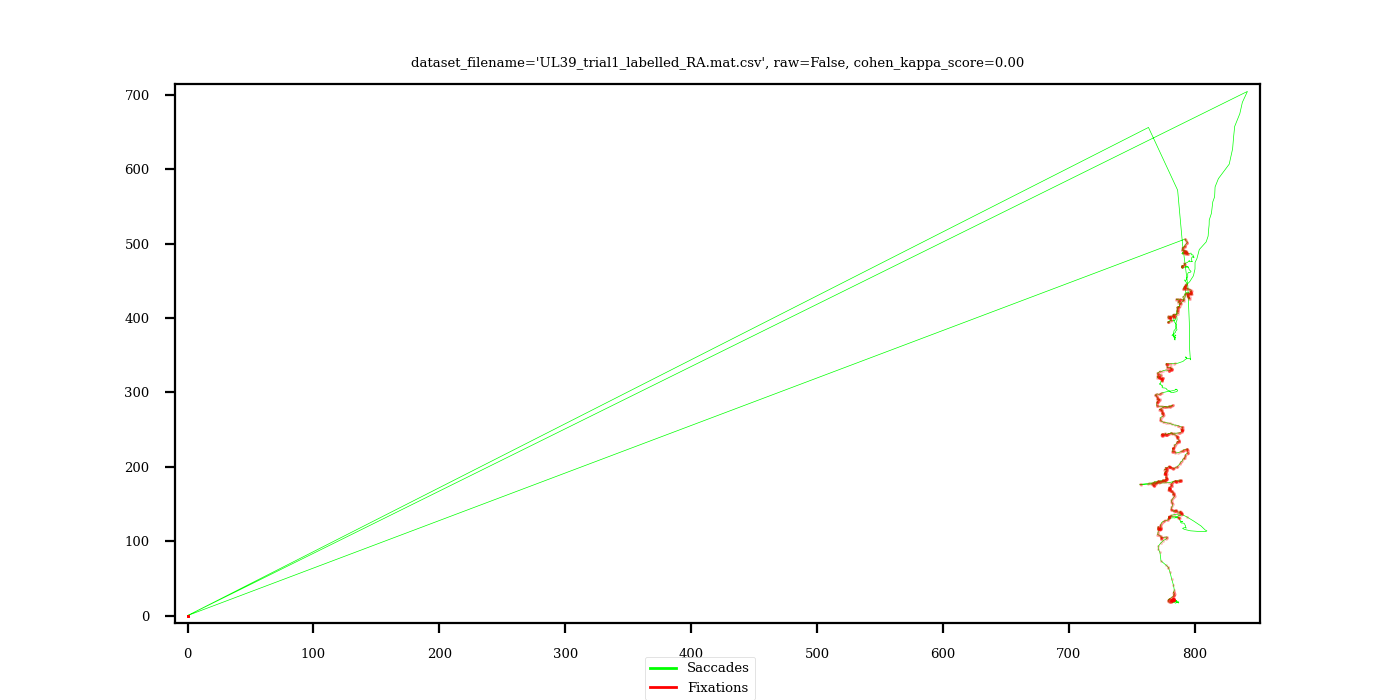 dataset_filename='UL39_trial1_labelled_RA.mat.csv', raw=False, cohen_kappa_score=0.00
700
600
500
400
300
200
100
0
0 100 200 300 400 500 600 700 800
Saccades
Fixations